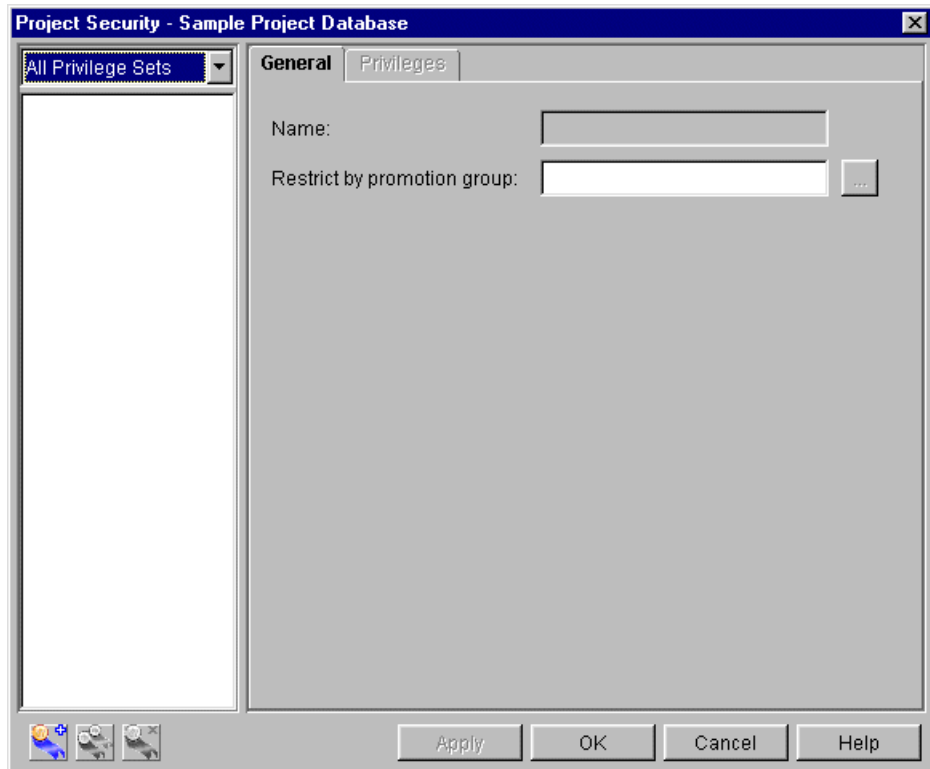 Project Security - Sample Project Database
All Privilege Sets
General
Privileges
Name:
Restrict by promotion group:
...
Apply
OK
Cancel
Help